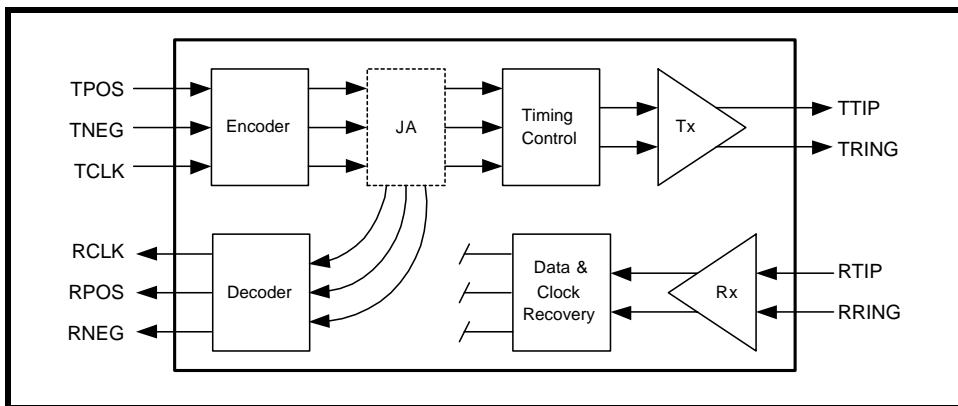 TPOS
TNEG
TCLK
Encoder
JA
Timing
Control
Tx
TTIP
TRING
RCLK
RPOS
RNEG
Decoder
Data &
Clock
Recovery
Rx
RTIP
RRING